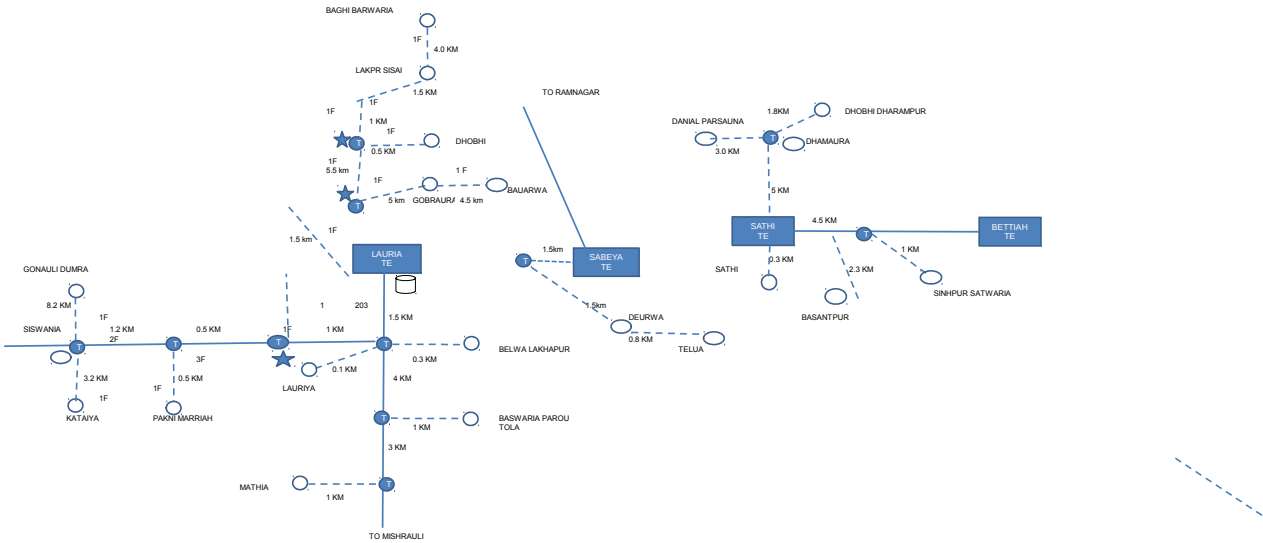 BAGHI BARWARIA
1F
4.0 KM
LAKPR SISAI
1.5 KM
TO RAMNAGAR
1F
1F
1.8KM
DHOBHI DHARAMPUR
DANIAL PARSAUNA
1 KM
1F
T
DHOBHI
T
DHAMAURA
0.5 KM
3.0 KM
1F
5.5 km
1F
1 F
5 KM
BAUARWA
5 km
GOBRAURA
4.5 km
T
SATHI
TE
4.5 KM
T
BETTIAH
TE
1F
1.5 km
LAURIA
TE
1.5km
T
SABEYA
TE
1 KM
0.3 KM
SATHI
2.3 KM
GONAULI DUMRA
SINHPUR SATWARIA
8.2 KM
1
203
1.5km
BASANTPUR
1F
1.5 KM
DEURWA
SISWANIA
1.2 KM
0.5 KM
1F
1 KM
0.8 KM
2F
T
T
T
T
TELUA
BELWA LAKHAPUR
3F
0.3 KM
0.1 KM
3.2 KM
0.5 KM
4 KM
1F
LAURIYA
1F
KATAIYA
PAKNI MARRIAH
T
BASWARIA PAROU
TOLA
1 KM
3 KM
MATHIA
T
1 KM
TO MISHRAULI